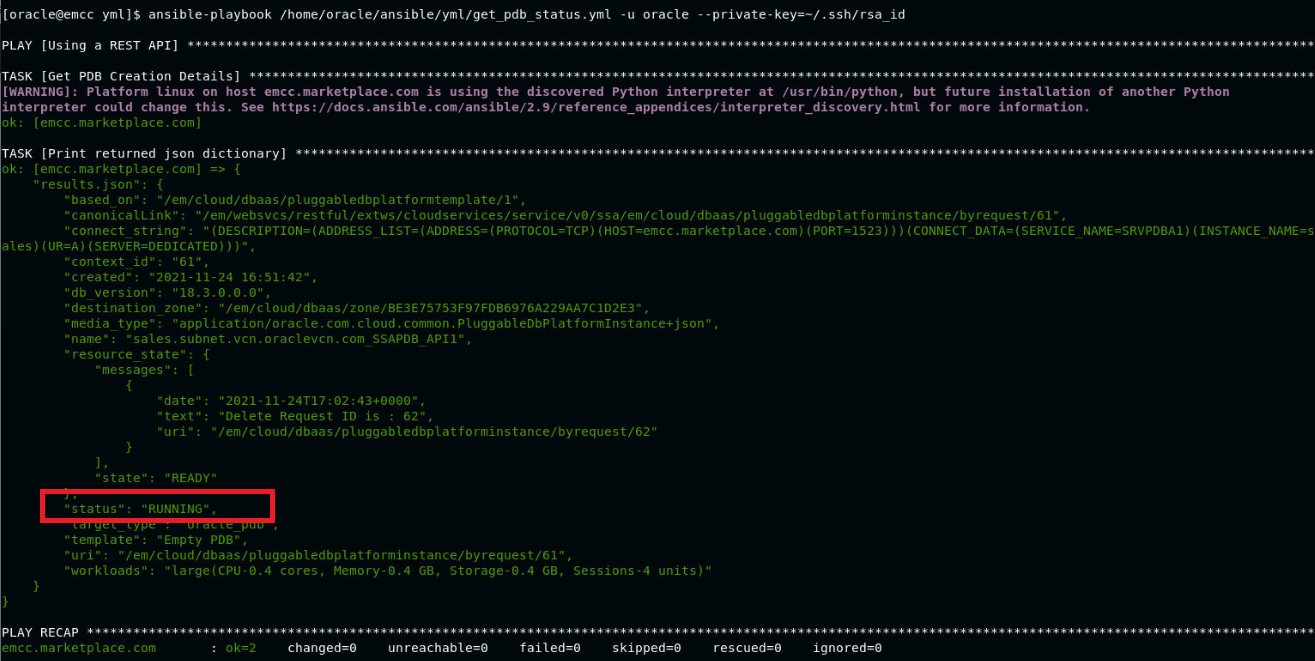 [oracle@emcc yml]$ ansible-playbook /home/oracle/ansible/yml/get_pdb_status.yml -u oracle --private-key=~/.ssh/rsa_id
PLAY [Using a REST API] ****************************************************************************************************************************************************
TASK [Get PDB Creation Details] ********************************************************************************************************************************************
[WARNING]: Platform linux on host emcc.marketplace.com is using the discovered Python interpreter at /usr/bin/python, but future installation of another Python
interpreter could change this. See https://docs.ansible.com/ansible/2.9/reference_appendices/interpreter_discovery.html for more information.
ok: [emcc.marketplace.com]
TASK [Print returned json dictionary] **************************************************************************************************************************************
ok: [emcc.marketplace.com] => {
    "results.json": {
        "based_on": "/em/cloud/dbaas/pluggabledbplatformtemplate/1",
        "canonicalLink": "/em/websvcs/restful/extws/cloudservices/service/v0/ssa/em/cloud/dbaas/pluggabledbplatforminstance/byrequest/61",
        "connect_string": "(DESCRIPTION=(ADDRESS_LIST=(ADDRESS=(PROTOCOL=TCP)(HOST=emcc.marketplace.com)(PORT=1523)))(CONNECT_DATA=(SERVICE_NAME=SRVPDBA1)(INSTANCE_NAME=s
ales)(UR=A)(SERVER=DEDICATED)))",
        "context_id": "61",
        "created": "2021-11-24 16:51:42",
        "db_version": "18.3.0.0.0",
        "destination_zone": "/em/cloud/dbaas/zone/BE3E75753F97FDB6976A229AA7C1D2E3",
        "media_type": "application/oracle.com.cloud.common.PluggableDbPlatformInstance+json",
        "name": "sales.subnet.vcn.oraclevcn.com_SSAPDB_API1",
        "resource_state": {
            "messages": [
                {
                    "date": "2021-11-24T17:02:43+0000",
                    "text": "Delete Request ID is : 62",
                    "uri": "/em/cloud/dbaas/pluggabledbplatforminstance/byrequest/62"
                }
            ],
            "state": "READY"
        },
        "status": "RUNNING",
        "target_type": "oracle_pdb",
        "template": "Empty PDB",
        "uri": "/em/cloud/dbaas/pluggabledbplatforminstance/byrequest/61",
        "workloads": "large(CPU-0.4 cores, Memory-0.4 GB, Storage-0.4 GB, Sessions-4 units)"
    }
}
PLAY RECAP *****************************************************************************************************************************************************************
emcc.marketplace.com       : ok=2    changed=0    unreachable=0    failed=0    skipped=0    rescued=0    ignored=0